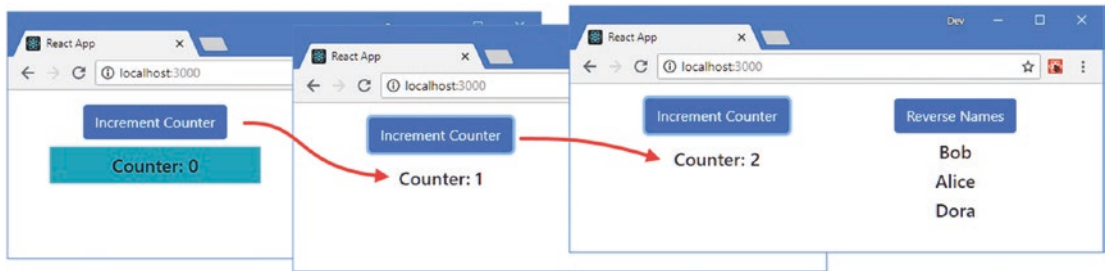 React App
localhost:3000
Increment Counter
Counter: 0
React App
localhost:3000
Increment Counter
Counter: 1
Dev
React App
localhost:3000
Increment Counter
Reverse Names
Counter: 2
Bob
Alice
Dora